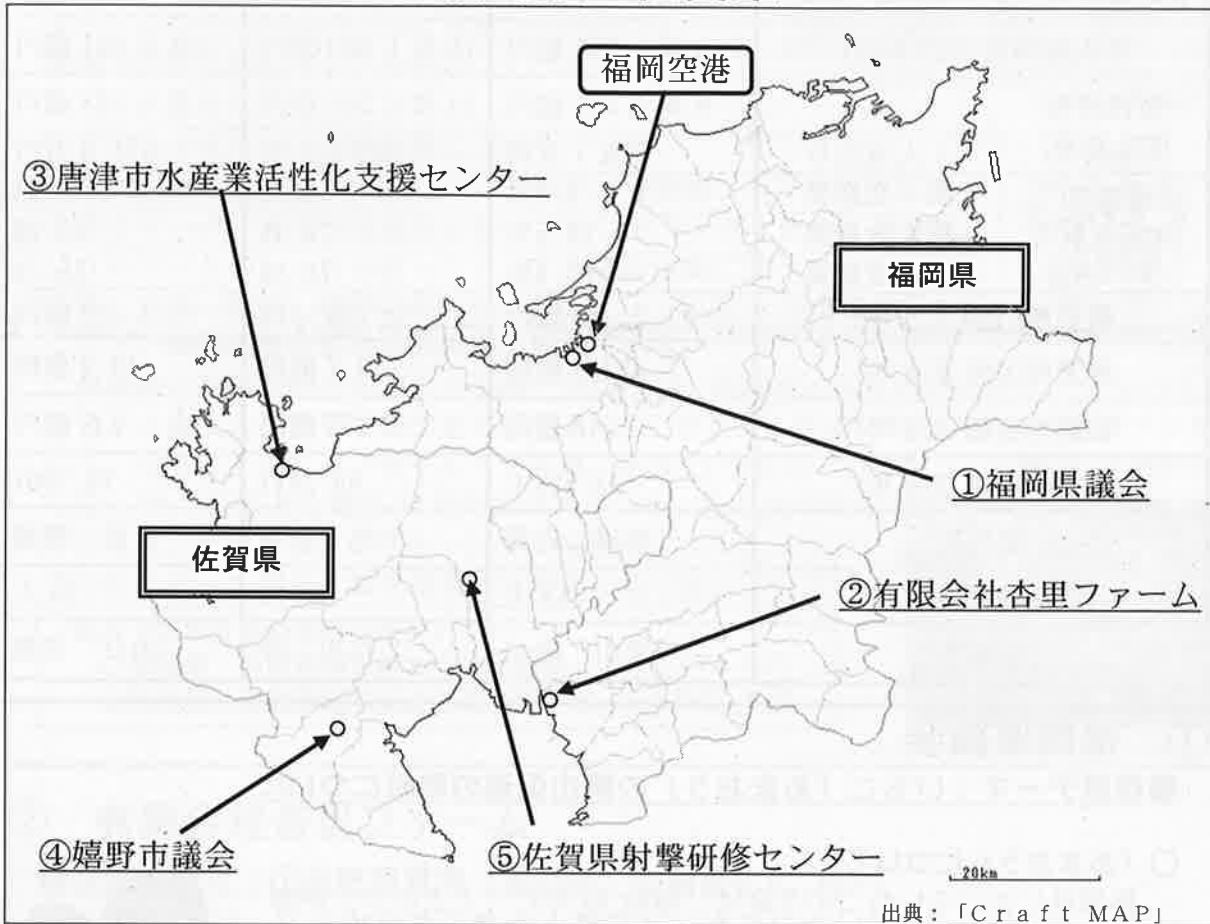 福岡空港
③唐津市水産業活性化支援センター
福岡県
①福岡県議会
佐賀県
②有限会社杏里ファーム
④嬉野市議会
⑤佐賀県射撃研修センター
20km
出典：「Ｃｒａｆｔ ＭＡＰ」